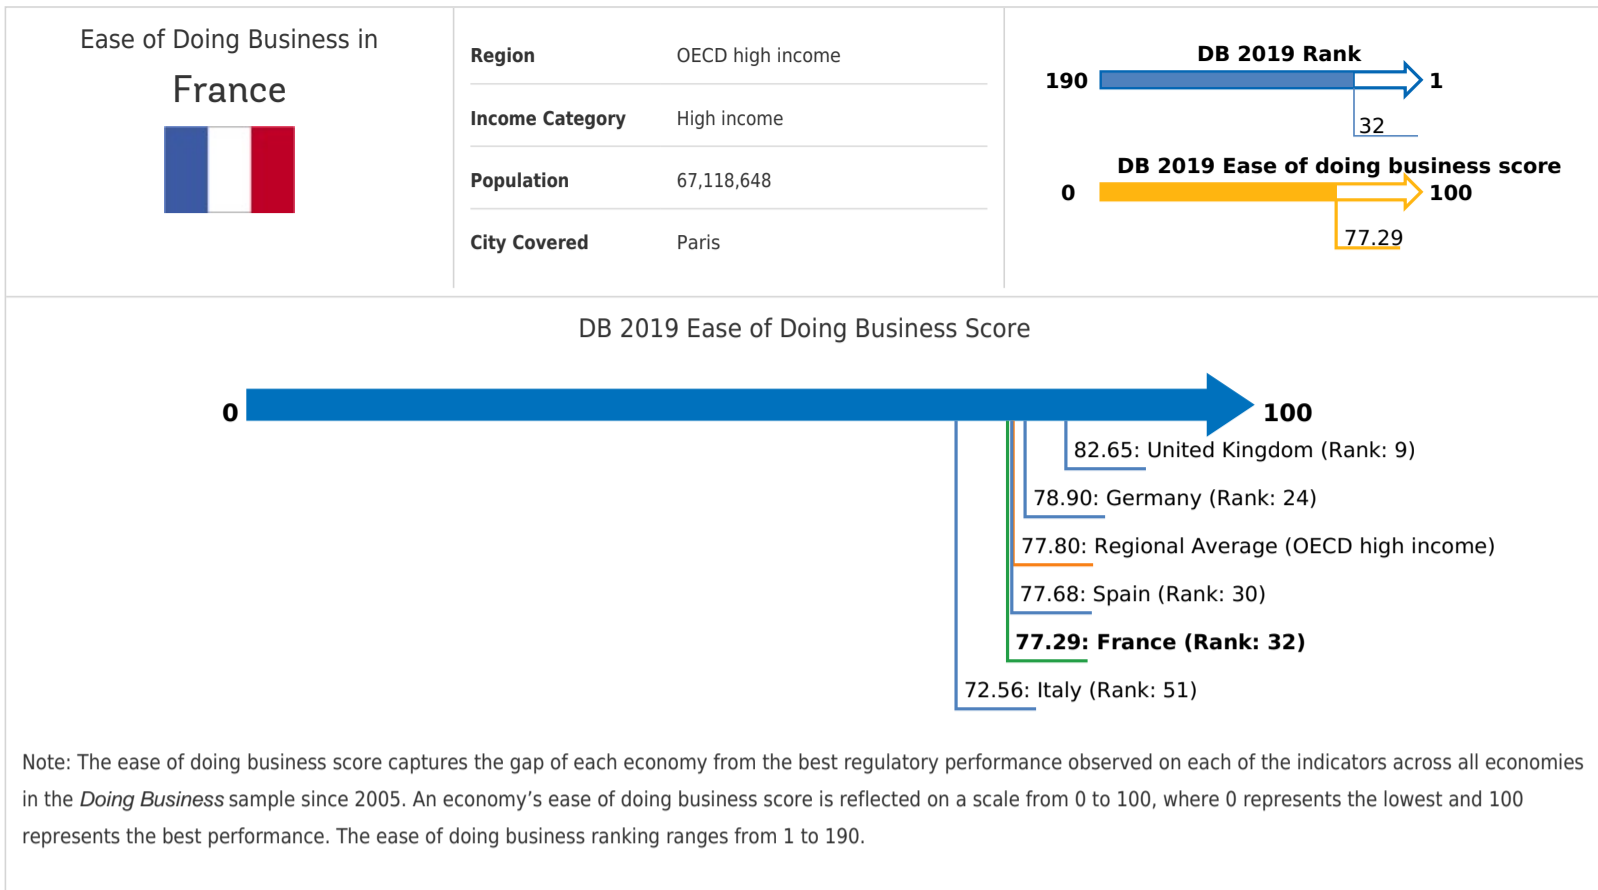 Ease of Doing Business in
France
Region OECD high income
Income Category High income
Population 67,118,648
City Covered Paris
DB 2019 Rank
190 1
32
DB 2019 Ease of doing business score
0 100
77.29
DB 2019 Ease of Doing Business Score
0 100
82.65: United Kingdom (Rank: 9)
78.90: Germany (Rank: 24)
77.80: Regional Average (OECD high income)
77.68: Spain (Rank: 30)
77.29: France (Rank: 32)
72.56: Italy (Rank: 51)
Note: The ease of doing business score captures the gap of each economy from the best regulatory performance observed on each of the indicators across all economies
in the Doing Business sample since 2005. An economy’s ease of doing business score is reflected on a scale from 0 to 100, where 0 represents the lowest and 100
represents the best performance. The ease of doing business ranking ranges from 1 to 190.